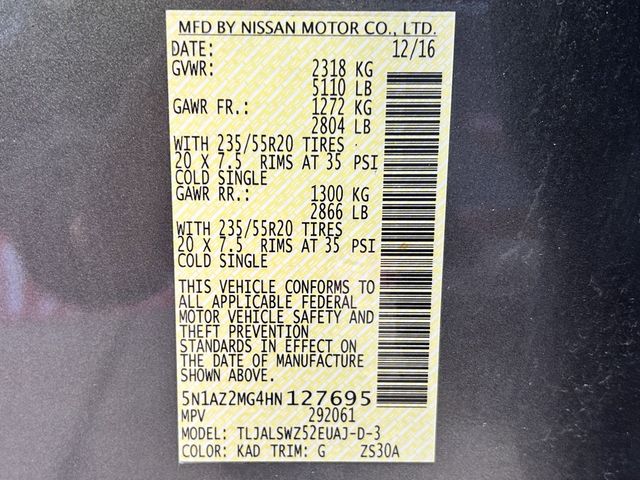 MFD BY NISSAN MOTOR CO., LTD.
DATE: 12/16
GVWR: 2318 KG
5110 LB
GAWR FR.: 1272 KG
2804 LB
WITH 235/55R20 TIRES
20 X 7.5 RIMS AT 35 PSI
COLD SINGLE
GAWR RR.: 1300 KG
2866 LB
WITH 235/55R20 TIRES
20 X 7.5 RIMS AT 35 PSI
COLD SINGLE
THIS VEHICLE CONFORMS TO
ALL APPLICABLE FEDERAL
MOTOR VEHICLE SAFETY AND
THEFT PREVENTION
STANDARDS IN EFFECT ON
THE DATE OF MANUFACTURE
SHOWN ABOVE.
5N1AZ2MG4HN127695
MPV 292061
MODEL: TLJALSWZ52EUAJ-D-3
COLOR: KAD TRIM: G ZS30A